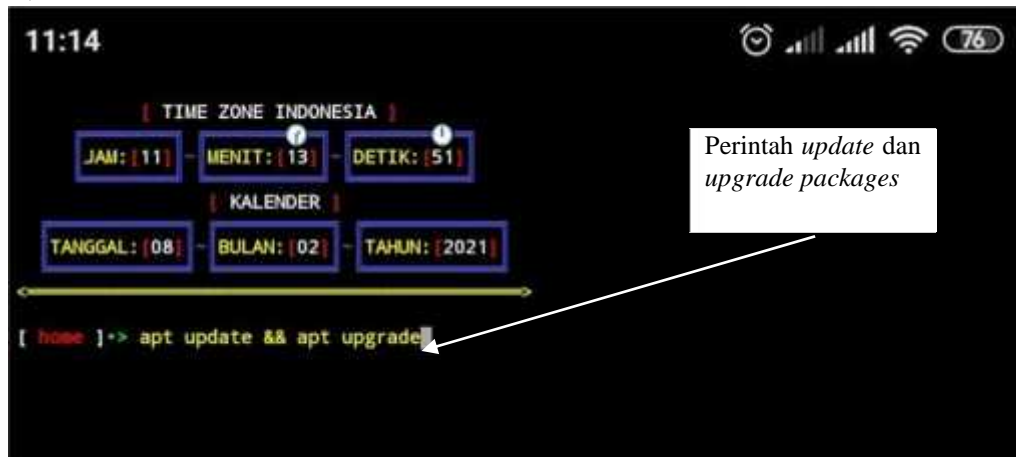 11:14
76
[ TIME ZONE INDONESIA ]
JAM:[11] - MENIT:[13] - DETIK:[51]
[ KALENDER ]
TANGGAL:[08] - BULAN:[02] - TAHUN:[2021]
[ home ]-> apt update && apt upgrade
Perintah update dan
upgrade packages